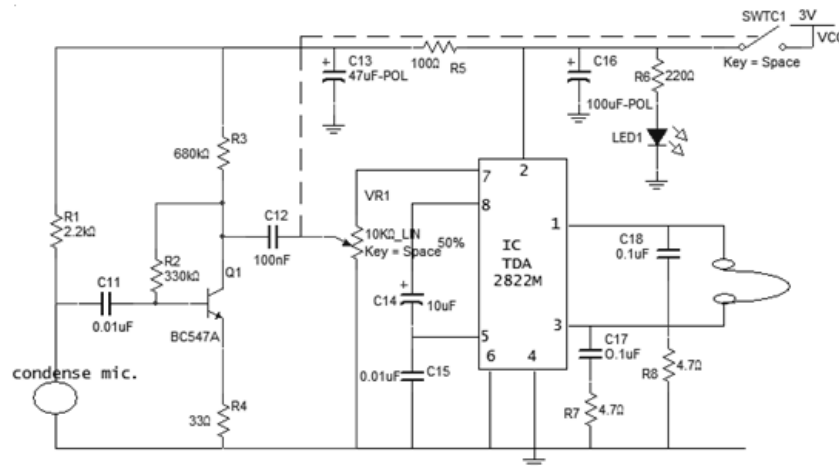 SWTC1
3V
VCC
Key = Space
C13
47uF-POL
100Ω
R5
C16
100uF-POL
R6
220Ω
LED1
R3
680kΩ
R1
2.2kΩ
R2
330kΩ
Q1
BC547A
C11
0.01uF
C12
100nF
VR1
10KΩ_LIN
Key = Space
50%
7
8
2
1
IC
TDA
2822M
5
3
6
4
C14
10uF
0.01uF
C15
C18
0.1uF
C17
0.1uF
R8
4.7Ω
R7
4.7Ω
condense mic.
R4
33Ω